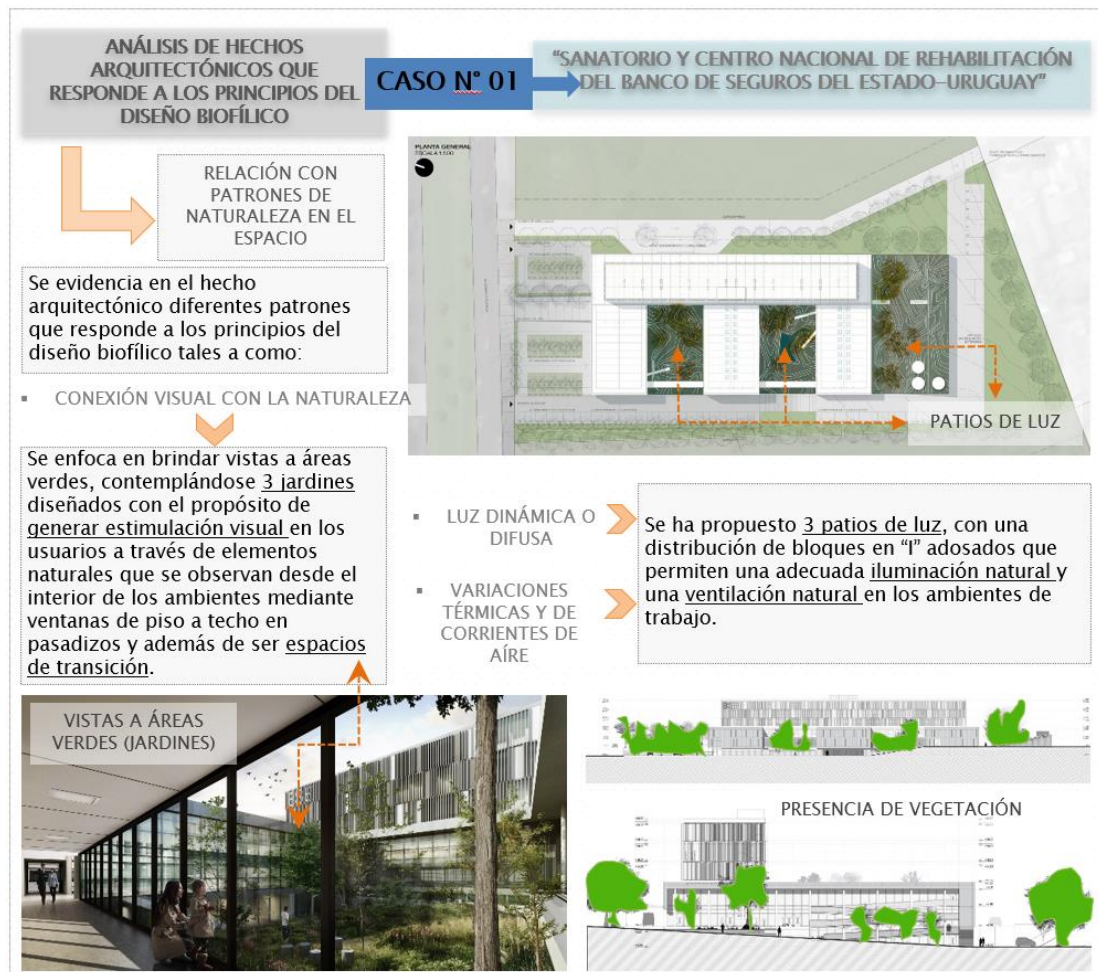 ANÁLISIS DE HECHOS
ARQUITECTÓNICOS QUE
RESPONDE A LOS PRINCIPIOS DEL
DISEÑO BIOFÍLICO
CASO N° 01
“SANATORIO Y CENTRO NACIONAL DE REHABILITACIÓN
DEL BANCO DE SEGUROS DEL ESTADO-URUGUAY”
RELACIÓN CON
PATRONES DE
NATURALEZA EN EL
ESPACIO
Se evidencia en el hecho
arquitectónico diferentes patrones
que responde a los principios del
diseño biofílico tales a como:
▪ CONEXIÓN VISUAL CON LA NATURALEZA
Se enfoca en brindar vistas a áreas
verdes, contemplándose 3 jardines
diseñados con el propósito de
generar estimulación visual en los
usuarios a través de elementos
naturales que se observan desde el
interior de los ambientes mediante
ventanas de piso a techo en
pasadizos y además de ser espacios
de transición.
PLANTA GENERAL
PATIOS DE LUZ
▪ LUZ DINÁMICA O
DIFUSA
▪ VARIACIONES
TÉRMICAS Y DE
CORRIENTES DE
AÍRE
Se ha propuesto 3 patios de luz, con una
distribución de bloques en “I” adosados que
permiten una adecuada iluminación natural y
una ventilación natural en los ambientes de
trabajo.
VISTAS A ÁREAS
VERDES (JARDINES)
PRESENCIA DE VEGETACIÓN